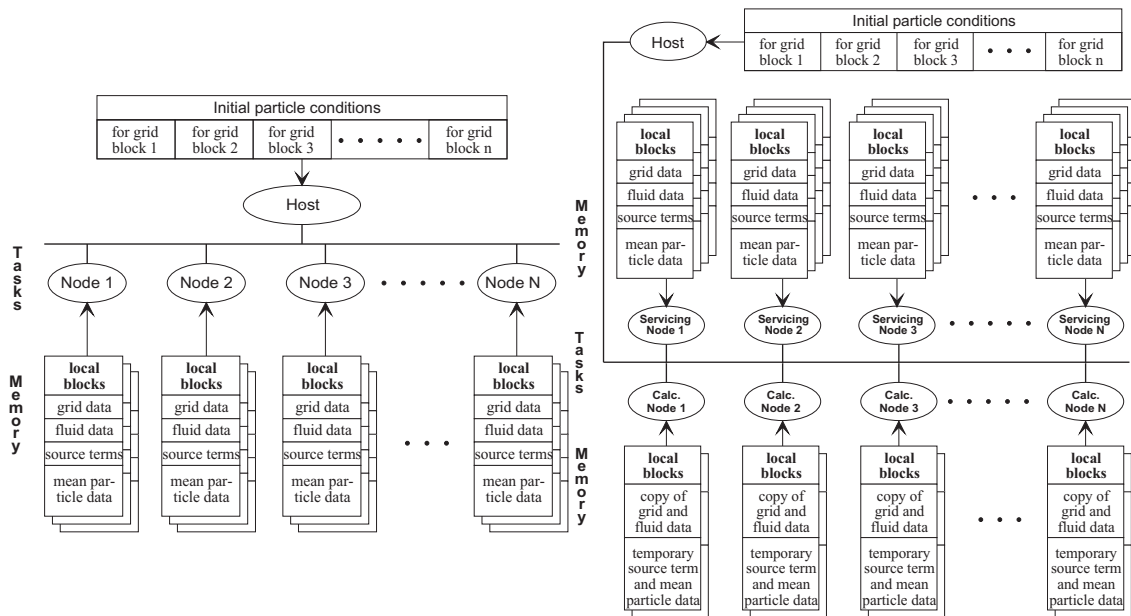 Initial particle conditions
for grid block 1
for grid block 2
for grid block 3
for grid block n
Host
Tasks
Node 1
Node 2
Node 3
Node N
Memory
local blocks
grid data
fluid data
source terms
mean par-
ticle data
local blocks
grid data
fluid data
source terms
mean par-
ticle data
local blocks
grid data
fluid data
source terms
mean par-
ticle data
local blocks
grid data
fluid data
source terms
mean par-
ticle data
Initial particle conditions
Host
for grid block 1
for grid block 2
for grid block 3
for grid block n
Memory
local blocks
grid data
fluid data
source terms
mean par-
ticle data
local blocks
grid data
fluid data
source terms
mean par-
ticle data
local blocks
grid data
fluid data
source terms
mean par-
ticle data
local blocks
grid data
fluid data
source terms
mean par-
ticle data
Tasks
Servicing Node 1
Servicing Node 2
Servicing Node 3
Servicing Node N
Calc. Node 1
Calc. Node 2
Calc. Node 3
Calc. Node N
Memory
local blocks
copy of
grid and
fluid data
temporary
source term
and mean
particle data
local blocks
copy of
grid and
fluid data
temporary
source term
and mean
particle data
local blocks
copy of
grid and
fluid data
temporary
source term
and mean
particle data
local blocks
copy of
grid and
fluid data
temporary
source term
and mean
particle data